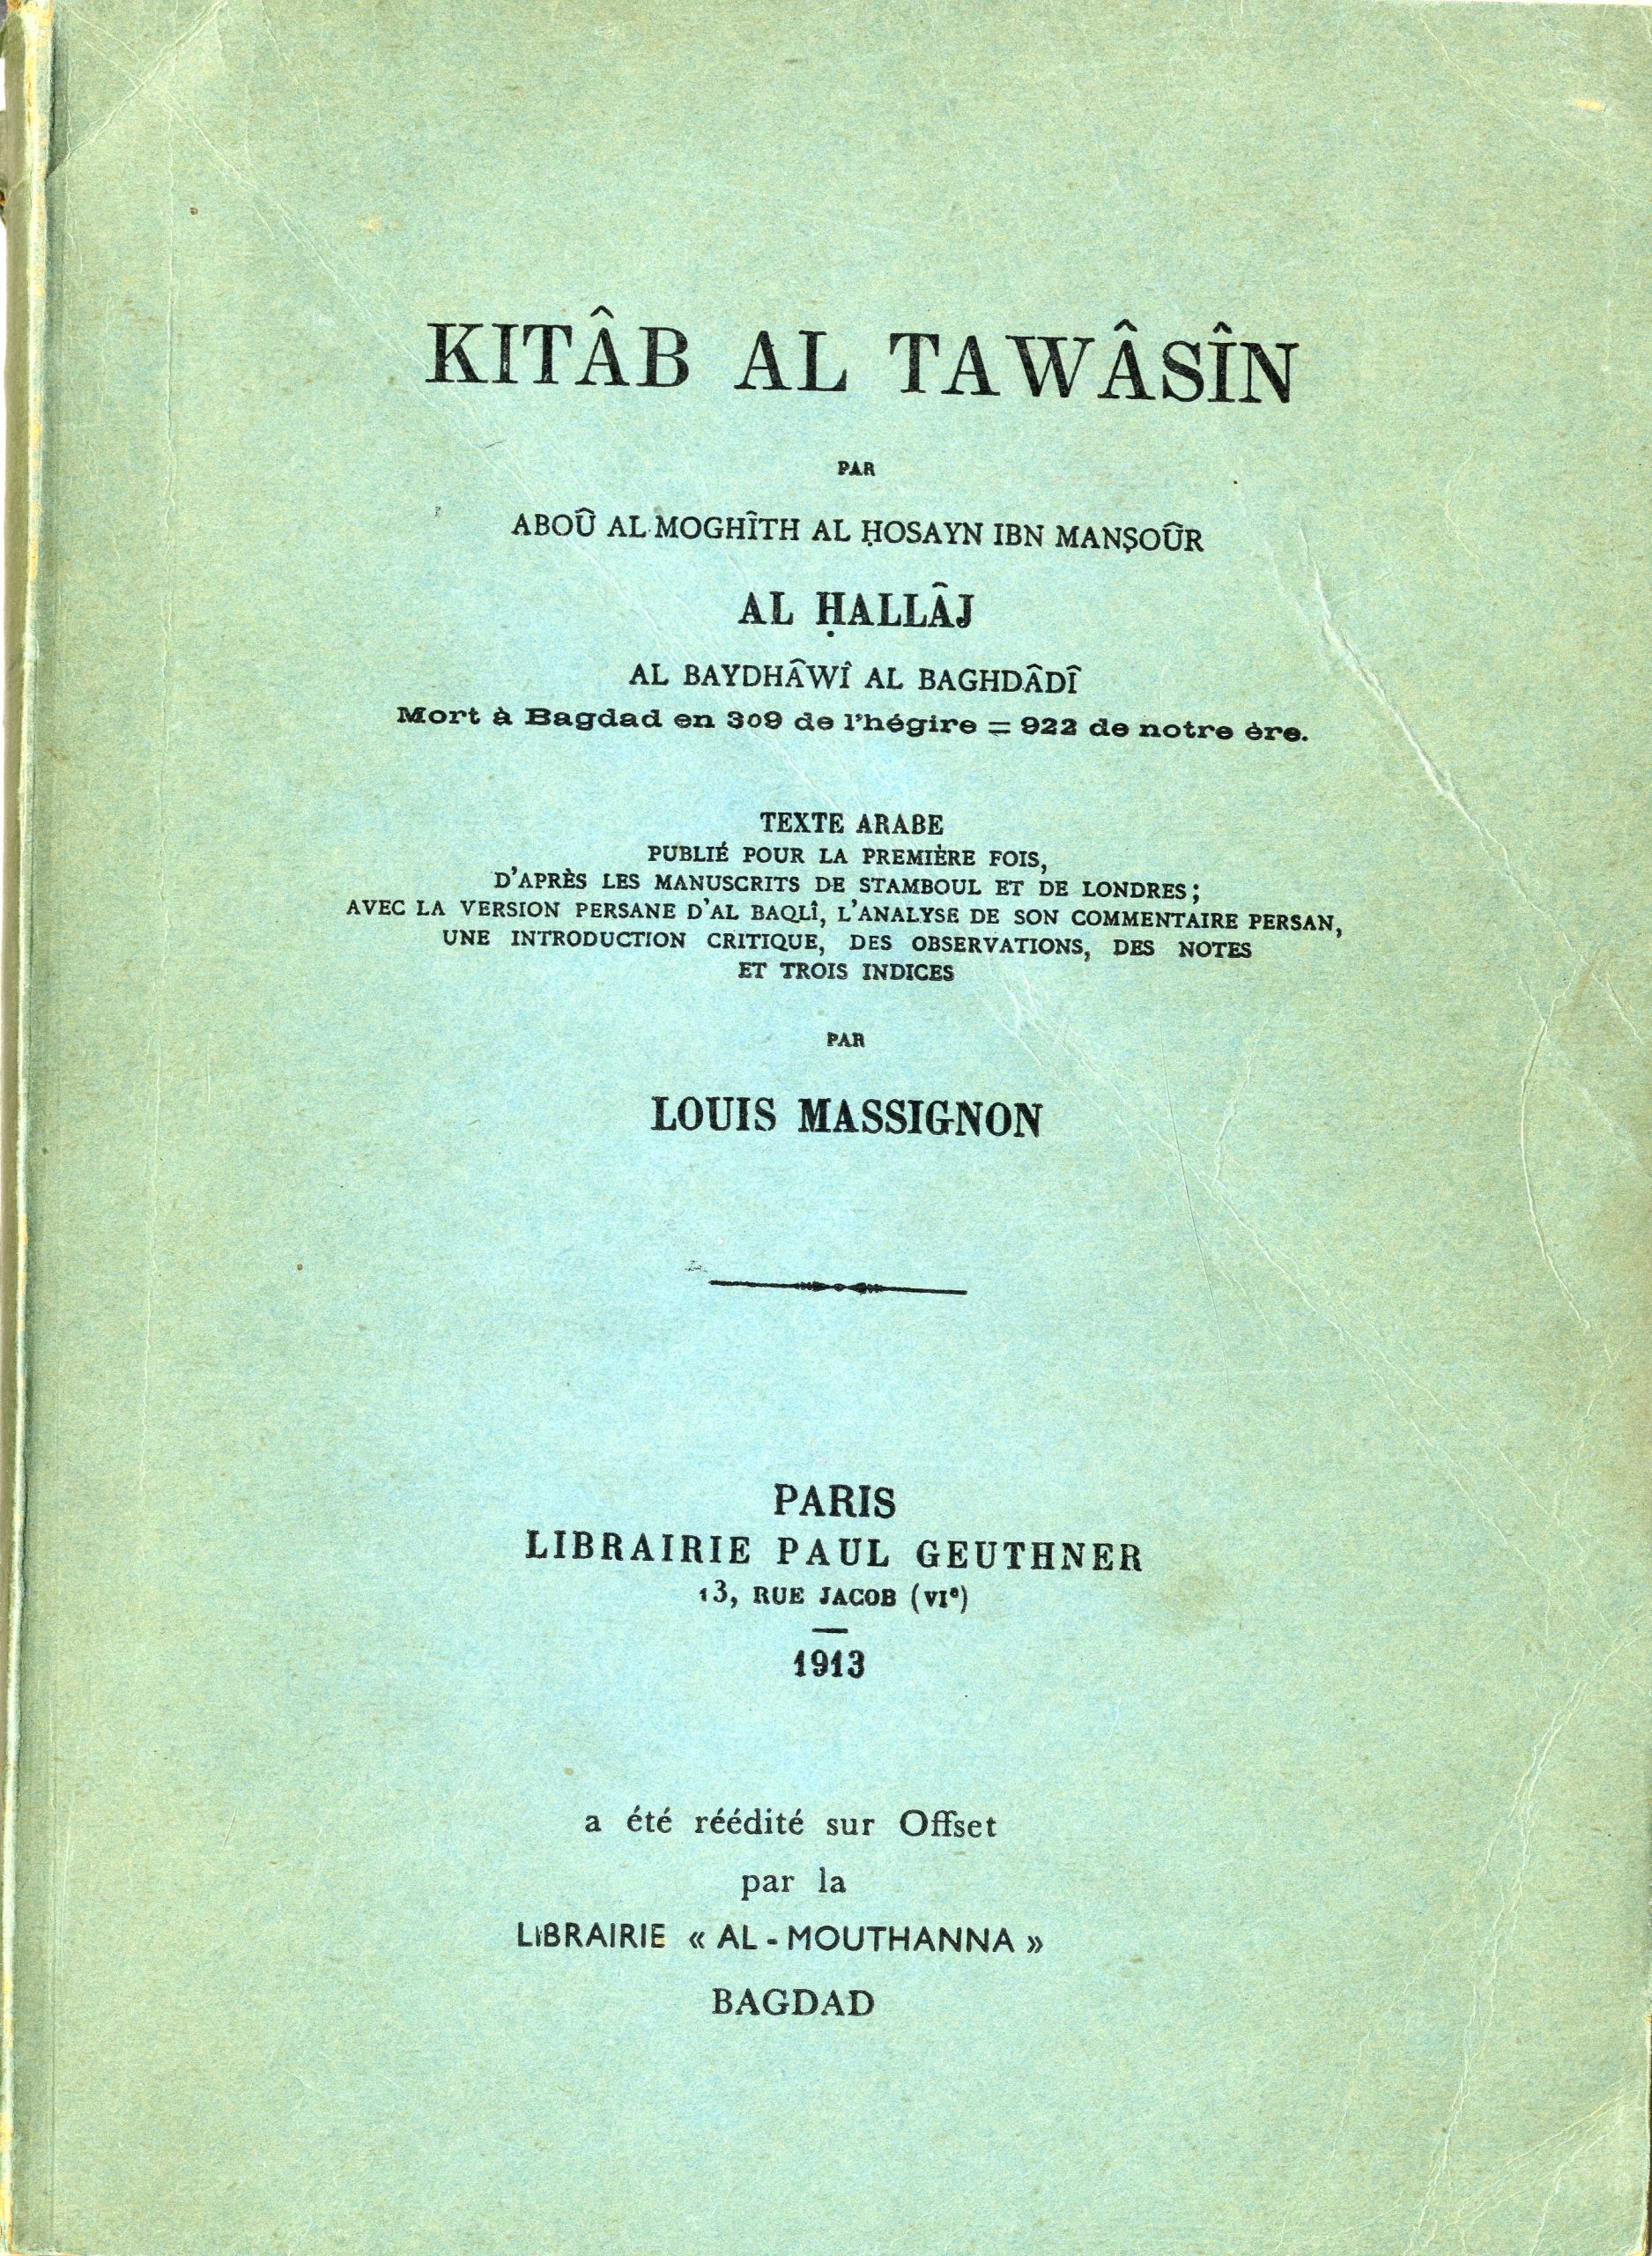 KITÂB AL TAWÂSÎN
PAR
ABOÛ AL MOGHÎTH AL ḤOSAYN IBN MANṢOÛR
AL ḤALLÂJ
AL BAYDHÂWÎ AL BAGHDÂDÎ
Mort à Bagdad en 309 de l'hégire = 922 de notre ère.
TEXTE ARABE
PUBLIÉ POUR LA PREMIÈRE FOIS,
D'APRÈS LES MANUSCRITS DE STAMBOUL ET DE LONDRES;
AVEC LA VERSION PERSANE D'AL BAQLÎ, L'ANALYSE DE SON COMMENTAIRE PERSAN,
UNE INTRODUCTION CRITIQUE, DES OBSERVATIONS, DES NOTES
ET TROIS INDICES
PAR
LOUIS MASSIGNON
PARIS
LIBRAIRIE PAUL GEUTHNER
13, RUE JACOB (VIe)
1913
a été réédité sur Offset
par la
LIBRAIRIE « AL - MOUTHANNA »
BAGDAD